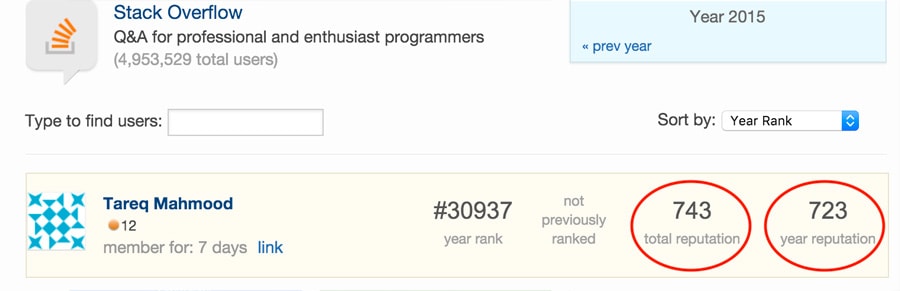 Stack Overflow
Q&A for professional and enthusiast programmers
(4,953,529 total users)
Year 2015
« prev year
Type to find users:
Sort by: Year Rank
Tareq Mahmood
12
member for: 7 days link
#30937
year rank
not
previously
ranked
743
total reputation
723
year reputation